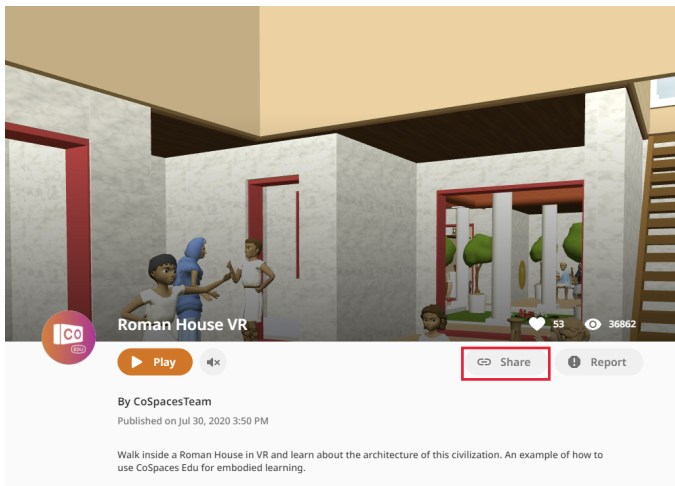 Roman House VR
53
36862
CO
EDU
Play
Share
Report
By CoSpacesTeam
Published on Jul 30, 2020 3:50 PM
Walk inside a Roman House in VR and learn about the architecture of this civilization. An example of how to
use CoSpaces Edu for embodied learning.